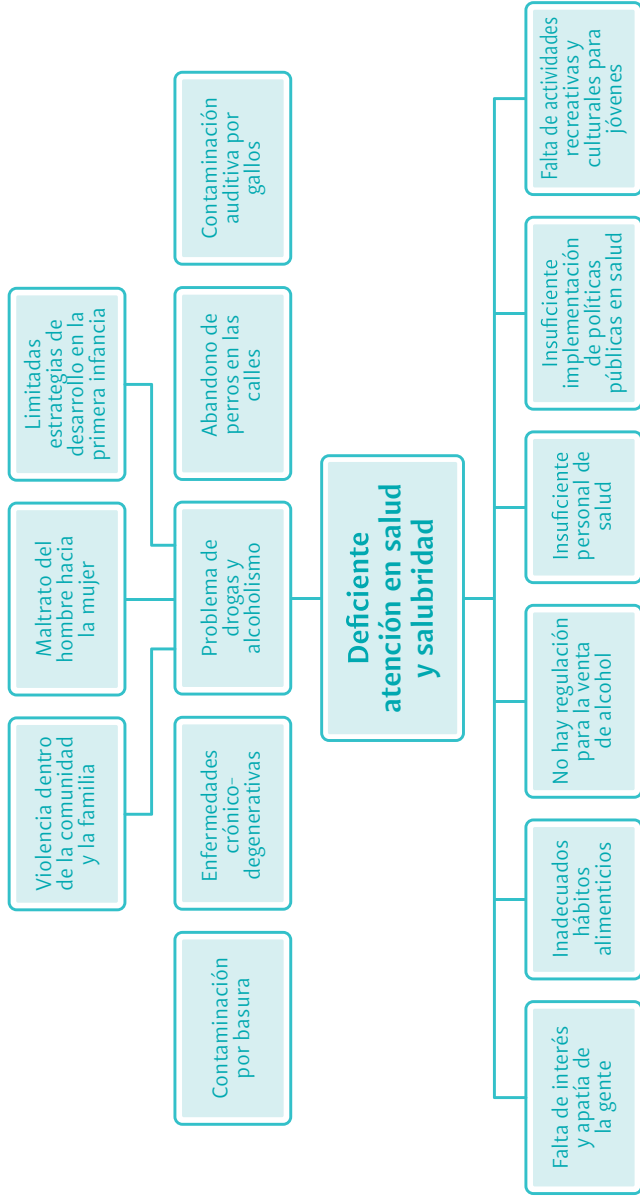 Violencia dentro
de la comunidad
y la familia
Maltrato del
hombre hacia
la mujer
Limitadas
estrategias de
desarrollo en la
primera infancia
Contaminación
por basura
Enfermedades
crónico-
degenerativas
Problema de
drogas y
alcoholismo
Abandono de
perros en las
calles
Contaminación
auditiva por
gallos
Deficiente
atención en salud
y salubridad
Falta de interés
y apatía de
la gente
Inadecuados
hábitos
alimenticios
No hay regulación
para la venta
de alcohol
Insuficiente
personal de
salud
Insuficiente
implementación
de políticas
públicas en salud
Falta de actividades
recreativas y
culturales para
jóvenes